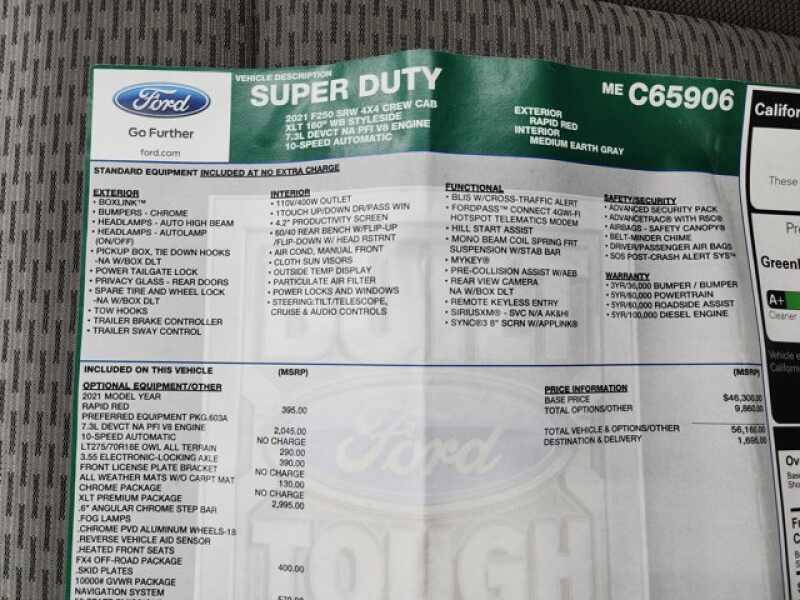 Ford
Go Further
ford.com
VEHICLE DESCRIPTION
SUPER DUTY
2021 F250 SRW 4X4 CREW CAB
XLT 160" WB STYLESIDE
7.3L DEVCT NA PFI V8 ENGINE
10-SPEED AUTOMATIC
EXTERIOR
RAPID RED
INTERIOR
MEDIUM EARTH GRAY
ME C65906
STANDARD EQUIPMENT INCLUDED AT NO EXTRA CHARGE
EXTERIOR
• BOXLINK™
• BUMPERS - CHROME
• HEADLAMPS - AUTO HIGH BEAM
• HEADLAMPS - AUTOLAMP
(ON/OFF)
• PICKUP BOX, TIE DOWN HOOKS
-NA W/BOX DLT
• POWER TAILGATE LOCK
• PRIVACY GLASS - REAR DOORS
• SPARE TIRE AND WHEEL LOCK
-NA W/BOX DLT
• TOW HOOKS
• TRAILER BRAKE CONTROLLER
• TRAILER SWAY CONTROL
INTERIOR
• 110V/400W OUTLET
• 1TOUCH UP/DOWN DR/PASS WIN
• 4.2" PRODUCTIVITY SCREEN
• 60/40 REAR BENCH W/FLIP-UP
/FLIP-DOWN W/ HEAD RSTRNT
• AIR COND, MANUAL FRONT
• CLOTH SUN VISORS
• OUTSIDE TEMP DISPLAY
• PARTICULATE AIR FILTER
• POWER LOCKS AND WINDOWS
• STEERING:TILT/TELESCOPE,
CRUISE & AUDIO CONTROLS
FUNCTIONAL
• BLIS W/CROSS-TRAFFIC ALERT
• FORDPASS™ CONNECT 4GWI-FI
HOTSPOT TELEMATICS MODEM
• HILL START ASSIST
• MONO BEAM COIL SPRING FRT
SUSPENSION W/STAB BAR
• MYKEY®
• PRE-COLLISION ASSIST W/AEB
• REAR VIEW CAMERA
NA W/BOX DLT
• REMOTE KEYLESS ENTRY
• SIRIUSXM® - SVC N/A AK&HI
• SYNC®3 8" SCRN W/APPLINK®
SAFETY/SECURITY
• ADVANCED SECURITY PACK
• ADVANCETRAC® WITH RSC®
• AIRBAGS - SAFETY CANOPY®
• BELT-MINDER CHIME
• DRIVER/PASSENGER AIR BAGS
• SOS POST-CRASH ALERT SYS™
WARRANTY
• 3YR/36,000 BUMPER / BUMPER
• 5YR/60,000 POWERTRAIN
• 5YR/60,000 ROADSIDE ASSIST
• 5YR/100,000 DIESEL ENGINE
INCLUDED ON THIS VEHICLE (MSRP)
OPTIONAL EQUIPMENT/OTHER
2021 MODEL YEAR
RAPID RED 395.00
PREFERRED EQUIPMENT PKG.603A
7.3L DEVCT NA PFI V8 ENGINE 2,045.00
10-SPEED AUTOMATIC NO CHARGE
LT275/70R18E OWL ALL TERRAIN 290.00
3.55 ELECTRONIC-LOCKING AXLE 390.00
FRONT LICENSE PLATE BRACKET NO CHARGE
ALL WEATHER MATS W/O CARPT MAT 130.00
CHROME PACKAGE NO CHARGE
XLT PREMIUM PACKAGE 2,995.00
.6" ANGULAR CHROME STEP BAR
.FOG LAMPS
.CHROME PVD ALUMINUM WHEELS-18
.REVERSE VEHICLE AID SENSOR
.HEATED FRONT SEATS
FX4 OFF-ROAD PACKAGE 400.00
.SKID PLATES
10000# GVWR PACKAGE
NAVIGATION SYSTEM
(MSRP)
PRICE INFORMATION
BASE PRICE $46,300.00
TOTAL OPTIONS/OTHER 9,860.00
TOTAL VEHICLE & OPTIONS/OTHER 56,160.00
DESTINATION & DELIVERY 1,695.00
BUILT
Ford
TOUGH
Califor
These
Pre
GreenH
A+
Cleaner
Vehicle e
Californi
Ov
Base
Sho